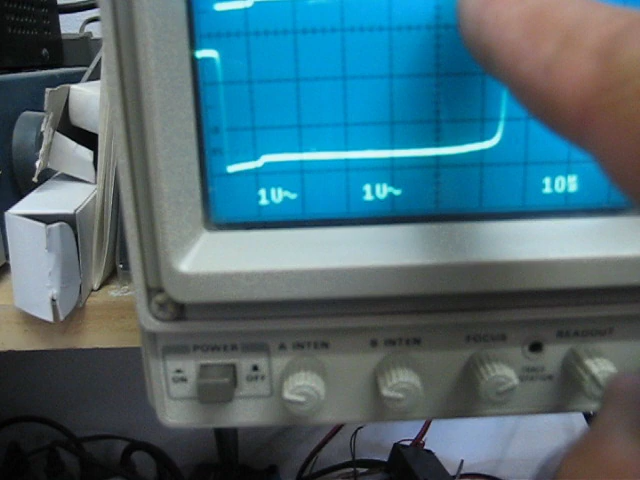 1V~ 1V~ 10
POWER A INTEN B INTEN FOCUS READOUT
ON OFF